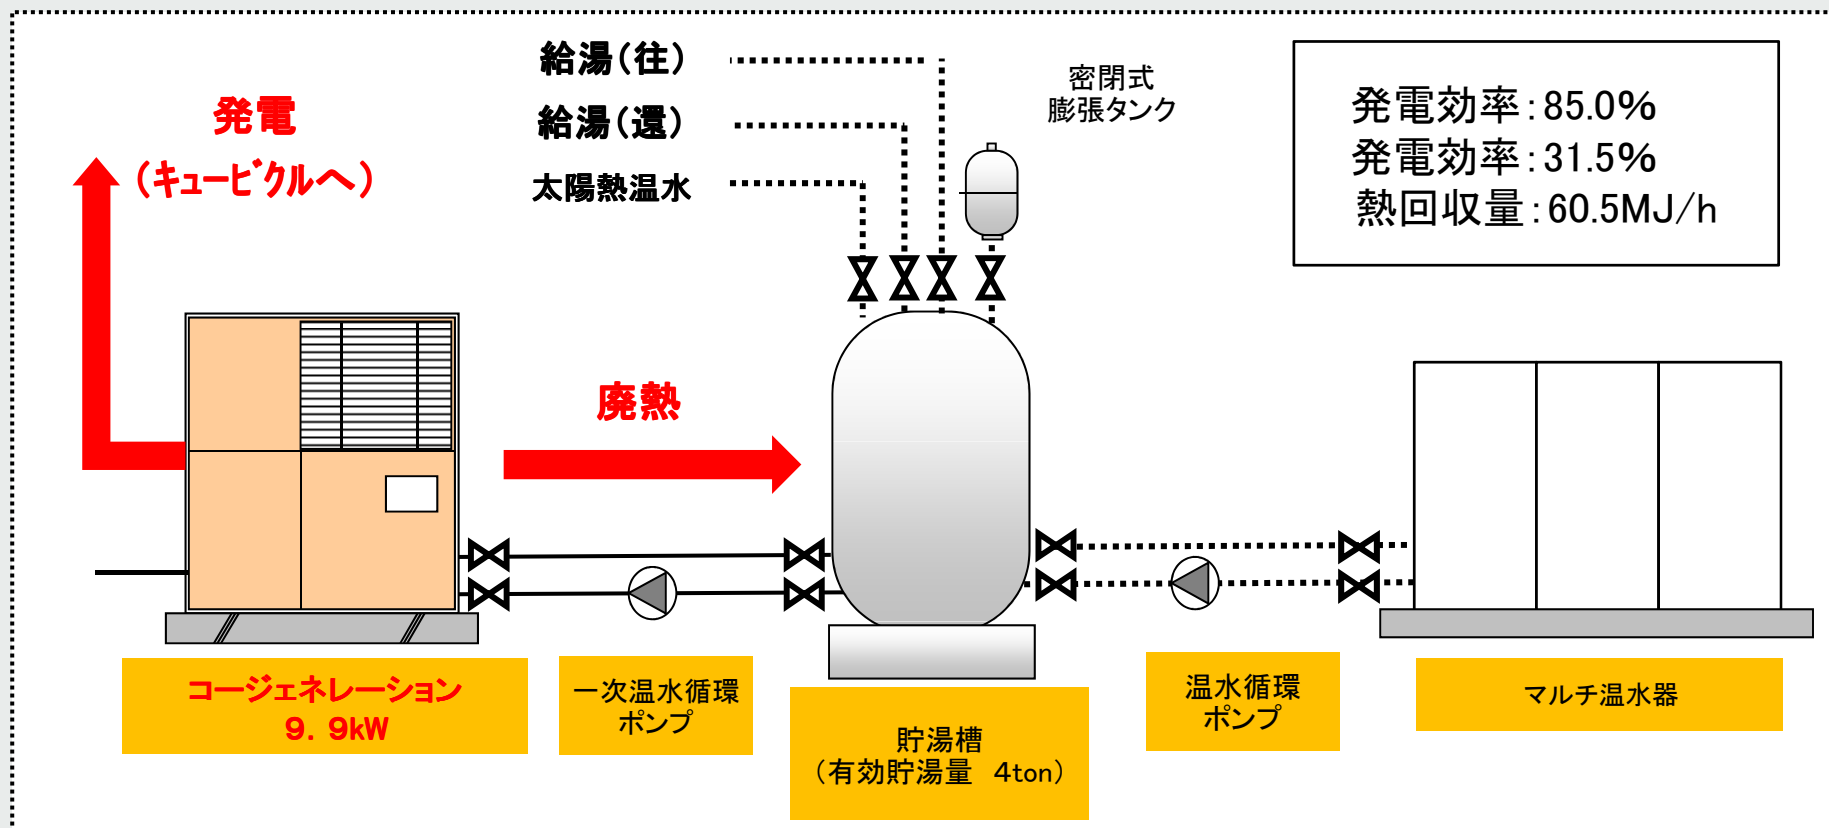 給湯(往)
給湯(還)
太陽熱温水
密閉式
膨張タンク
発電効率:85.0%
発電効率:31.5%
熱回収量:60.5MJ/h
発電
(キュービクルへ)
廃熱
コージェネレーション
9.9kW
一次温水循環
ポンプ
貯湯槽
(有効貯湯量 4ton)
温水循環
ポンプ
マルチ温水器